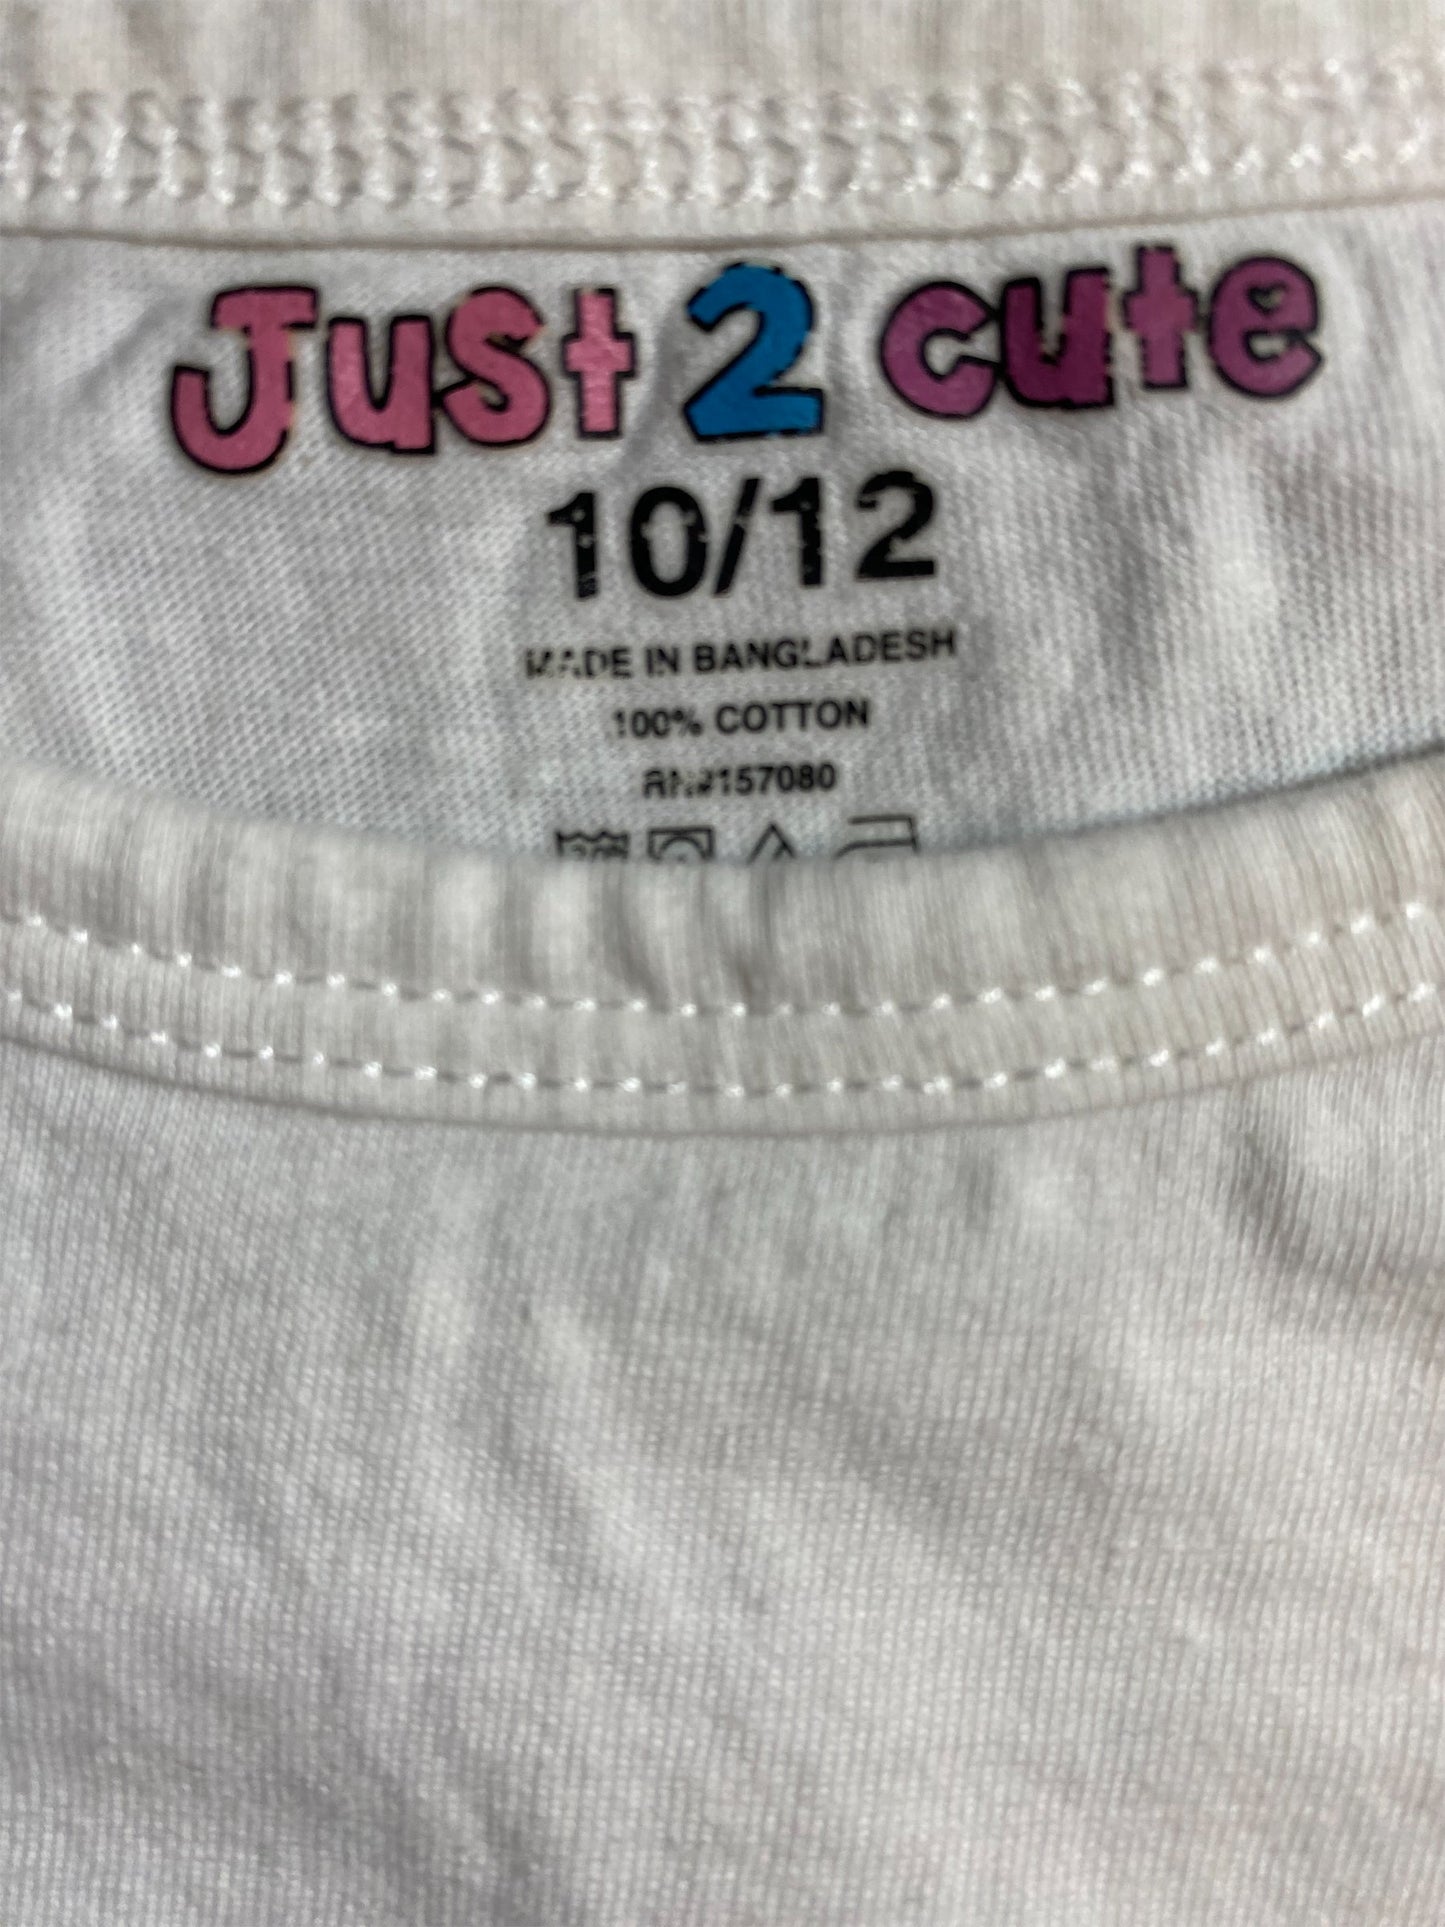 Just 2 cute
10/12
MADE IN BANGLADESH
100% COTTON
RN#157080